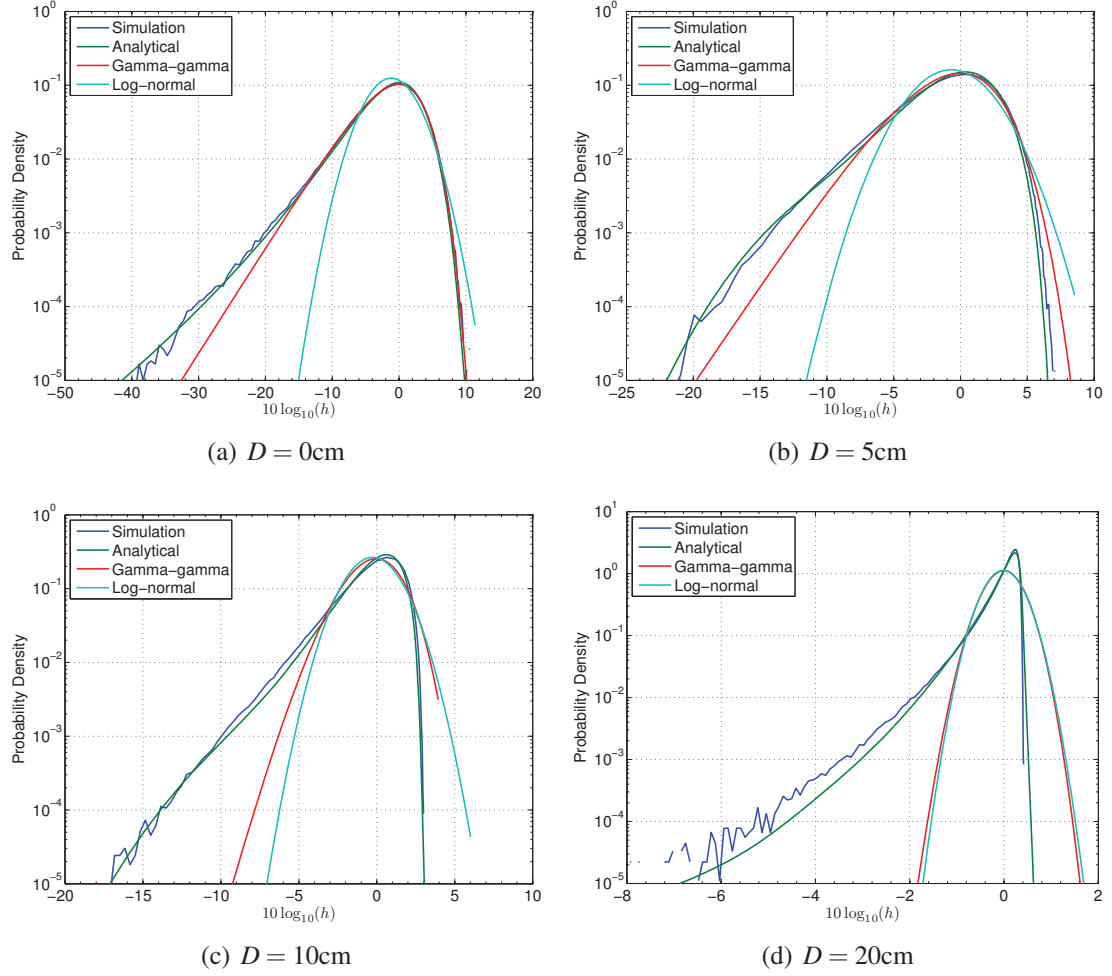 10^0
10^-1
10^-2
10^-3
10^-4
10^-5
Probability Density
Simulation
Analytical
Gamma-gamma
Log-normal
-50 -40 -30 -20 -10 0 10 20
10 log10(h)
(a) D = 0cm
10^0
10^-1
10^-2
10^-3
10^-4
10^-5
Probability Density
Simulation
Analytical
Gamma-gamma
Log-normal
-25 -20 -15 -10 -5 0 5 10
10 log10(h)
(b) D = 5cm
10^0
10^-1
10^-2
10^-3
10^-4
10^-5
Probability Density
Simulation
Analytical
Gamma-gamma
Log-normal
-20 -15 -10 -5 0 5 10
10 log10(h)
(c) D = 10cm
10^1
10^0
10^-1
10^-2
10^-3
10^-4
10^-5
Probability Density
Simulation
Analytical
Gamma-gamma
Log-normal
-8 -6 -4 -2 0 2
10 log10(h)
(d) D = 20cm